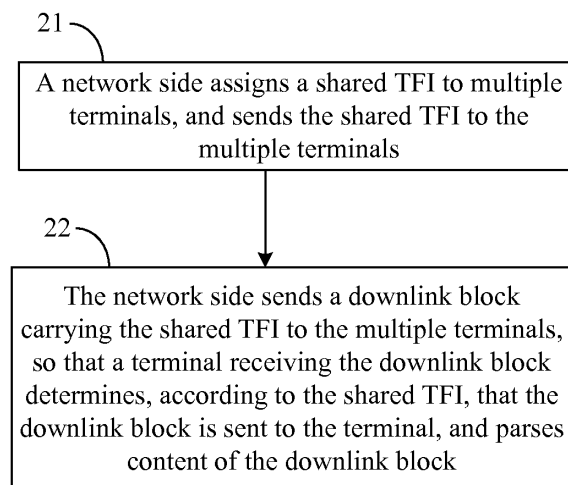 21
A network side assigns a shared TFI to multiple
terminals, and sends the shared TFI to the
multiple terminals
22
The network side sends a downlink block
carrying the shared TFI to the multiple terminals,
so that a terminal receiving the downlink block
determines, according to the shared TFI, that the
downlink block is sent to the terminal, and parses
content of the downlink block